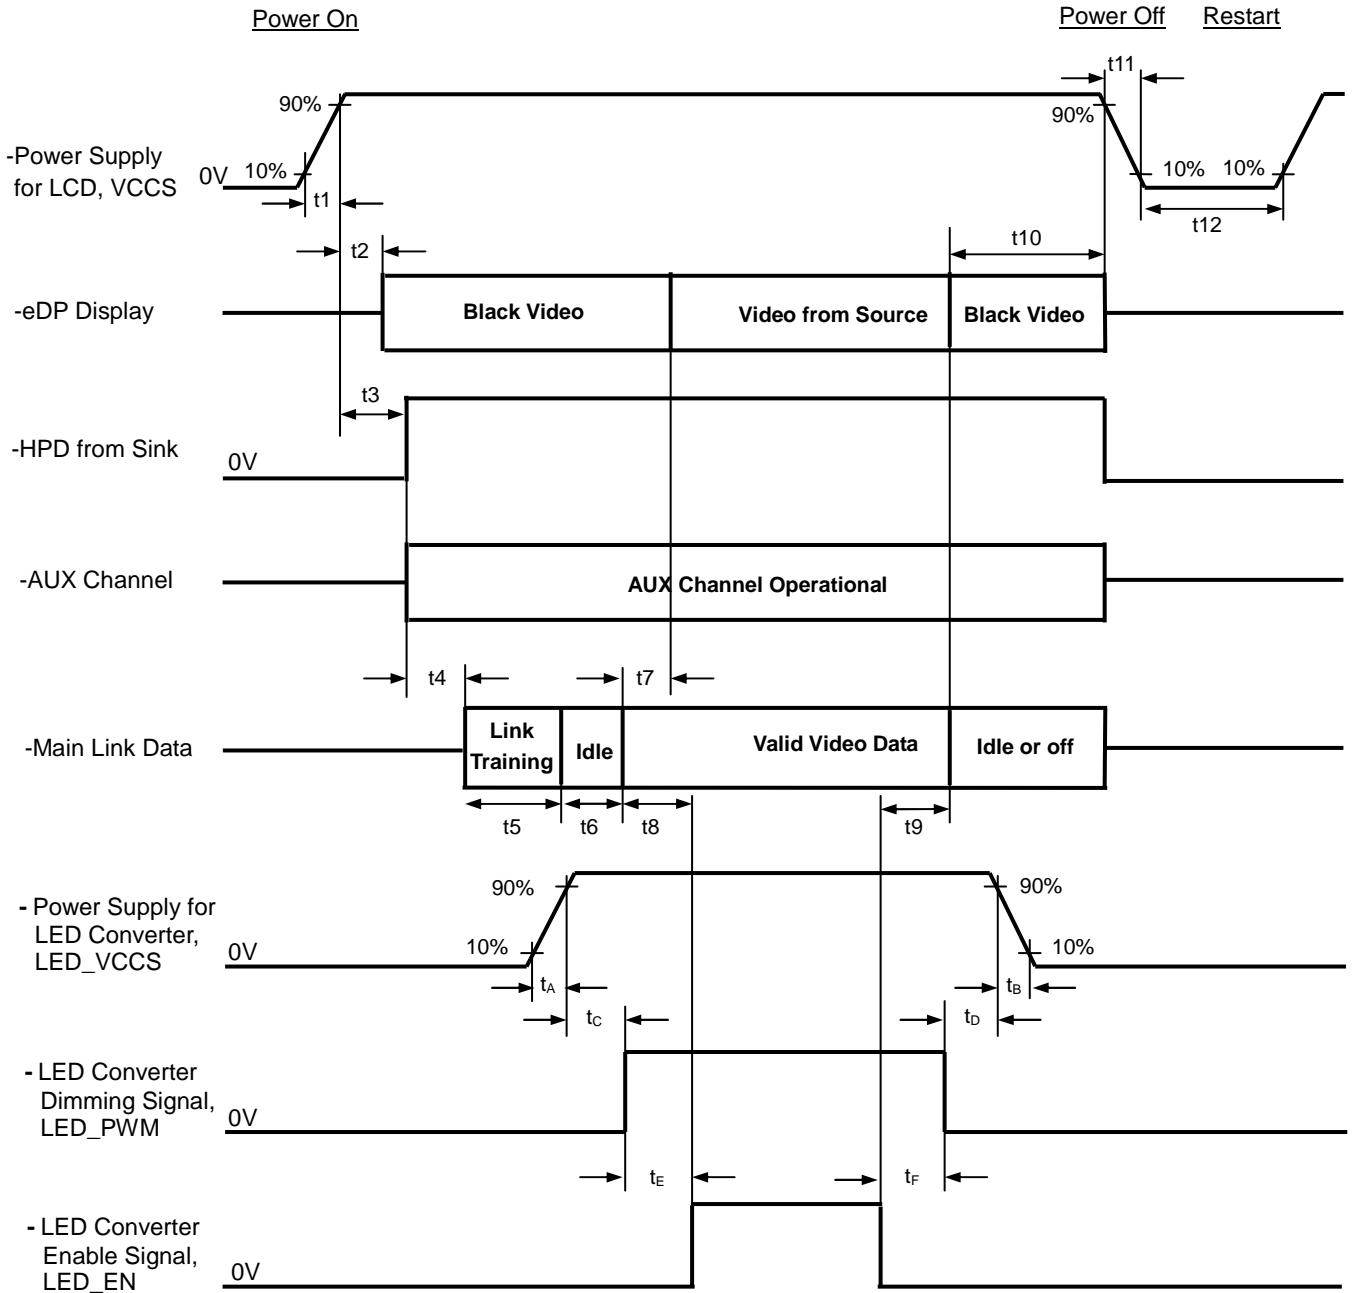 Power On
Power Off
Restart
t11
90%
90%
-Power Supply
for LCD, VCCS
0V
10%
10%
10%
t1
t12
t2
t10
-eDP Display
Black Video
Video from Source
Black Video
t3
-HPD from Sink
0V
-AUX Channel
AUX Channel Operational
t4
t7
-Main Link Data
Link
Training
Idle
Valid Video Data
Idle or off
t5
t6
t8
t9
90%
90%
- Power Supply for
LED Converter,
LED_VCCS
0V
10%
10%
tA
tB
tC
tD
- LED Converter
Dimming Signal,
LED_PWM
0V
tE
tF
- LED Converter
Enable Signal,
LED_EN
0V